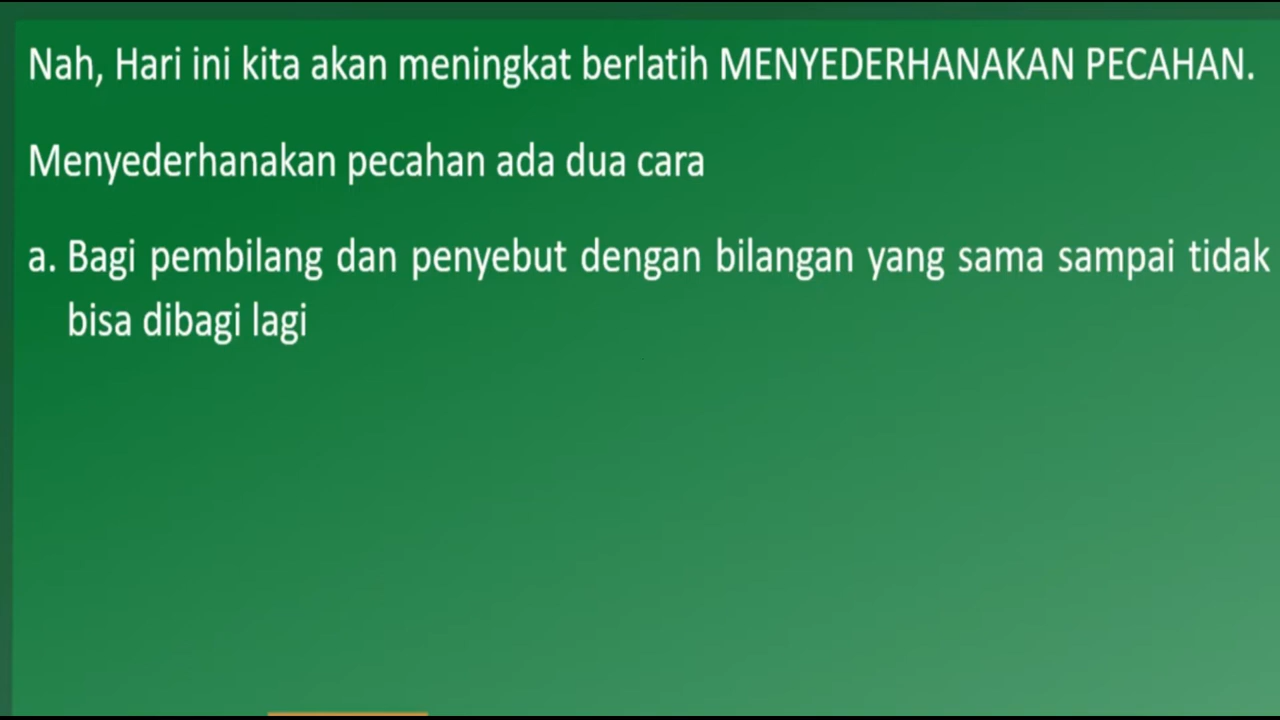 Nah, Hari ini kita akan meningkat berlatih MENYEDERHANAKAN PECAHAN.
Menyederhanakan pecahan ada dua cara
a. Bagi pembilang dan penyebut dengan bilangan yang sama sampai tidak
bisa dibagi lagi